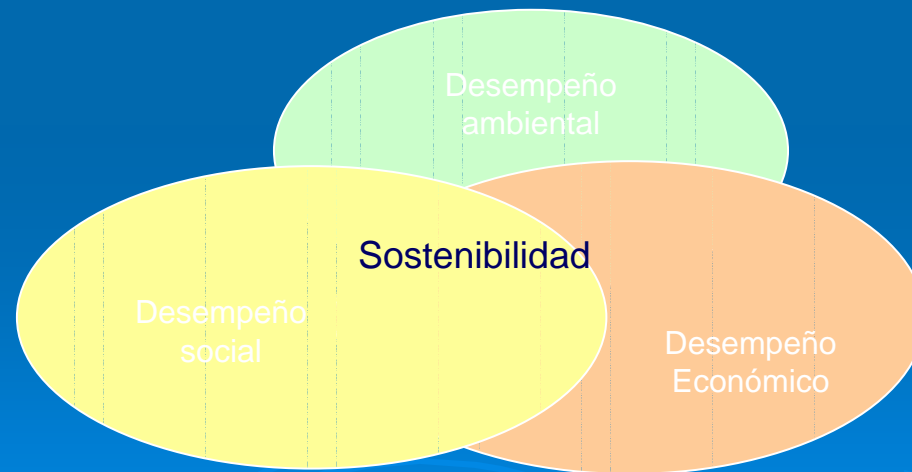 Desempeño
ambiental
Sostenibilidad
Desempeño
social
Desempeño
Económico